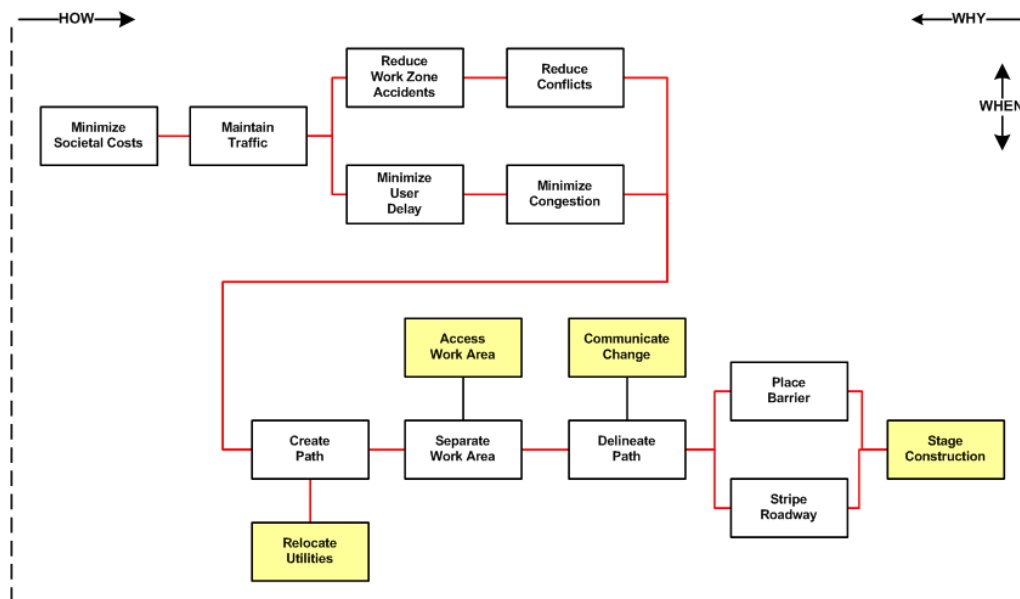 HOW
WHY
WHEN
Reduce
Work Zone
Accidents
Reduce
Conflicts
Minimize
Societal Costs
Maintain
Traffic
Minimize
User
Delay
Minimize
Congestion
Access
Work Area
Communicate
Change
Place
Barrier
Create
Path
Separate
Work Area
Delineate
Path
Stage
Construction
Stripe
Roadway
Relocate
Utilities